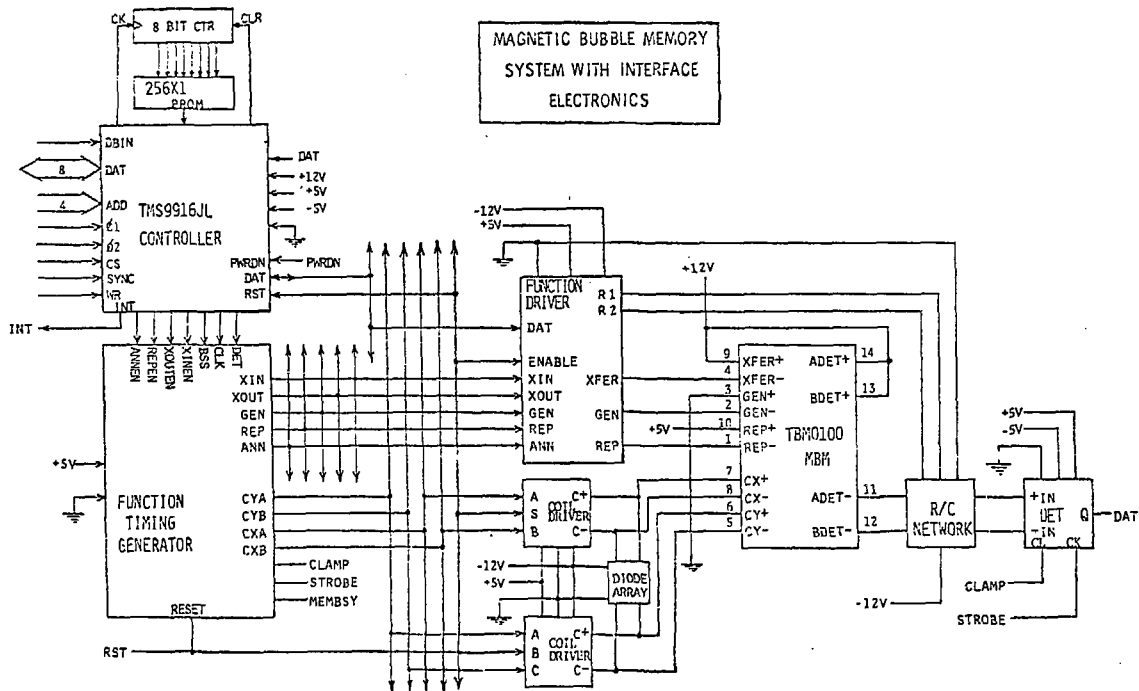 CK
8 BIT CTR
CLR
256X1
PROM
MAGNETIC BUBBLE MEMORY
SYSTEM WITH INTERFACE
ELECTRONICS
DBIN
8
DAT
4
ADD
CS
SYNC
WR
INT
TMS9916JL
CONTROLLER
DAT
+12V
+5V
-5V
PWRDN
PWRDN
DAT
RST
INT
ANNEN
REPEN
XOUTEN
XINEN
BSS
CLK
DET
XIN
XOUT
GEN
REP
ANN
+5V
FUNCTION
TIMING
GENERATOR
CYA
CYB
CXA
CXB
CLAMP
STROBE
MEMBSY
RESET
RST
-12V
+5V
FUNCTION
DRIVER
R1
R2
DAT
ENABLE
XIN
XOUT
GEN
REP
ANN
XFER
GEN
REP
A
S
B
COIL
DRIVER
C+
C-
-12V
+5V
DIODE
ARRAY
A
B
C
COIL
DRIVER
C+
C-
+12V
9 XFER+
4 XFER-
3 GEN+
2 GEN-
+5V 10 REP+
1 REP-
7 CX+
8 CX-
6 CY+
5 CY-
TBM0100
MBM
ADET+ 14
BDET+ 13
ADET- 11
BDET- 12
R/C
NETWORK
-12V
+5V
-5V
+IN
DET
-IN
Q
DAT
CL
CK
CLAMP
STROBE